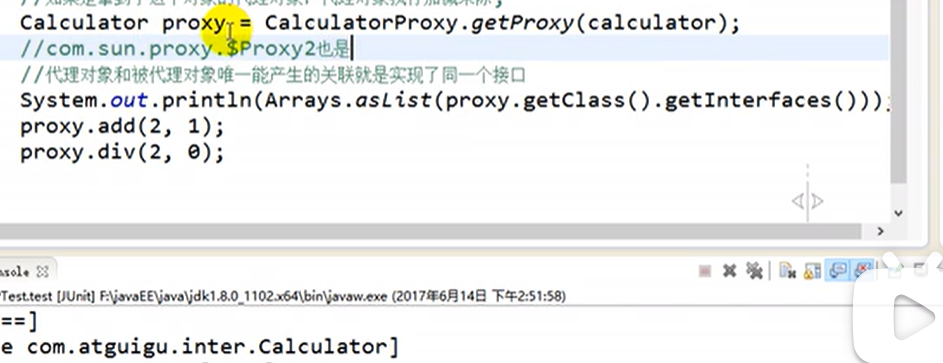 //如果是拿到了这个对象的代理对象，代理对象执行加减乘除；
Calculator proxy = CalculatorProxy.getProxy(calculator);
//com.sun.proxy.$Proxy2也是
//代理对象和被代理对象唯一能产生的关联就是实现了同一个接口
System.out.println(Arrays.asList(proxy.getClass().getInterfaces()));
proxy.add(2, 1);
proxy.div(2, 0);
nsole
Test.test [JUnit] F:\javaEE\java\jdk1.8.0_1102.x64\bin\javaw.exe (2017年6月14日 下午2:51:58)
==]
e com.atguigu.inter.Calculator]